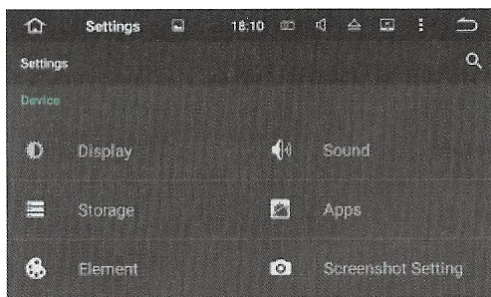 Settings 18:10
Settings
Device
Display Sound
Storage Apps
Element Screenshot Setting